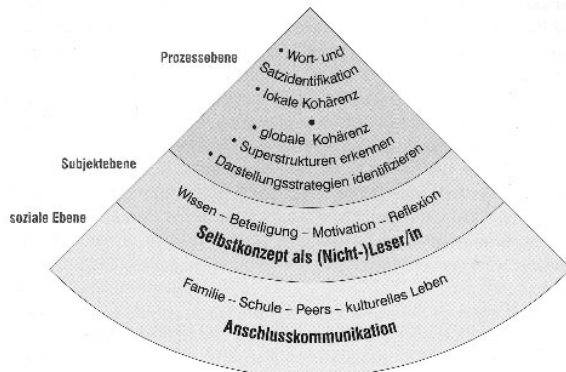 Prozessebene
• Wort- und
Satzidentifikation
• lokale Kohärenz
•
• globale Kohärenz
• Superstrukturen erkennen
• Darstellungsstrategien identifizieren
Subjektebene
Wissen – Beteiligung – Motivation – Reflexion
Selbstkonzept als (Nicht-)Leser/in
soziale Ebene
Familie – Schule – Peers – kulturelles Leben
Anschlusskommunikation